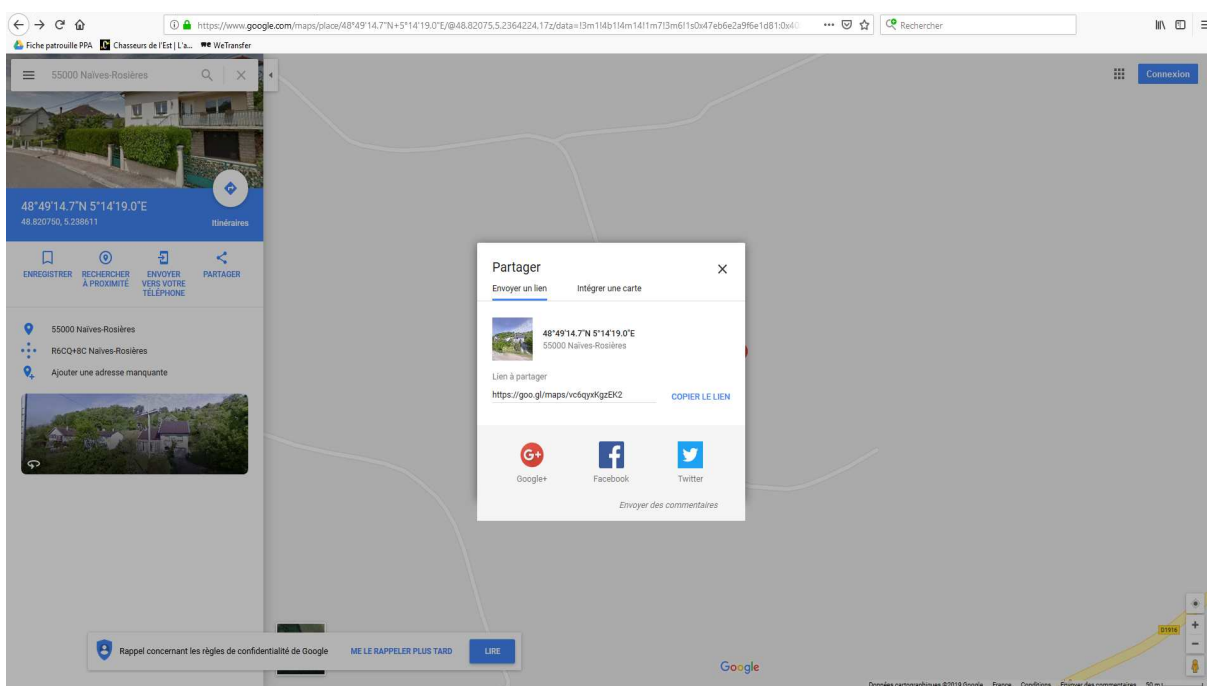 https://www.google.com/maps/place/48°49'14.7"N+5°14'19.0"E/@48.82075,5.2364224,17z/data=!3m1!4b1!4m14!1m7!3m6!1s0x47eb6e2a9f6e1d81:0x40
Rechercher
Fiche patrouille PPA
Chasseurs de l'Est | L'a...
WeTransfer
55000 Naives-Rosières
Connexion
48°49'14.7"N 5°14'19.0"E
48.820750, 5.238611
Itinéraires
ENREGISTRER
RECHERCHER À PROXIMITÉ
ENVOYER VERS VOTRE TÉLÉPHONE
PARTAGER
55000 Naives-Rosières
R6CQ+8C Naives-Rosières
Ajouter une adresse manquante
Partager
Envoyer un lien
Intégrer une carte
48°49'14.7"N 5°14'19.0"E
55000 Naives-Rosières
Lien à partager
https://goo.gl/maps/vc6qyxKgzEK2
COPIER LE LIEN
G+
Google+
Facebook
Twitter
Envoyer des commentaires
Rappel concernant les règles de confidentialité de Google
ME LE RAPPELER PLUS TARD
LIRE
Google
D1916
Données cartographiques ©2019 Google France Conditions Envoyer des commentaires 50 m